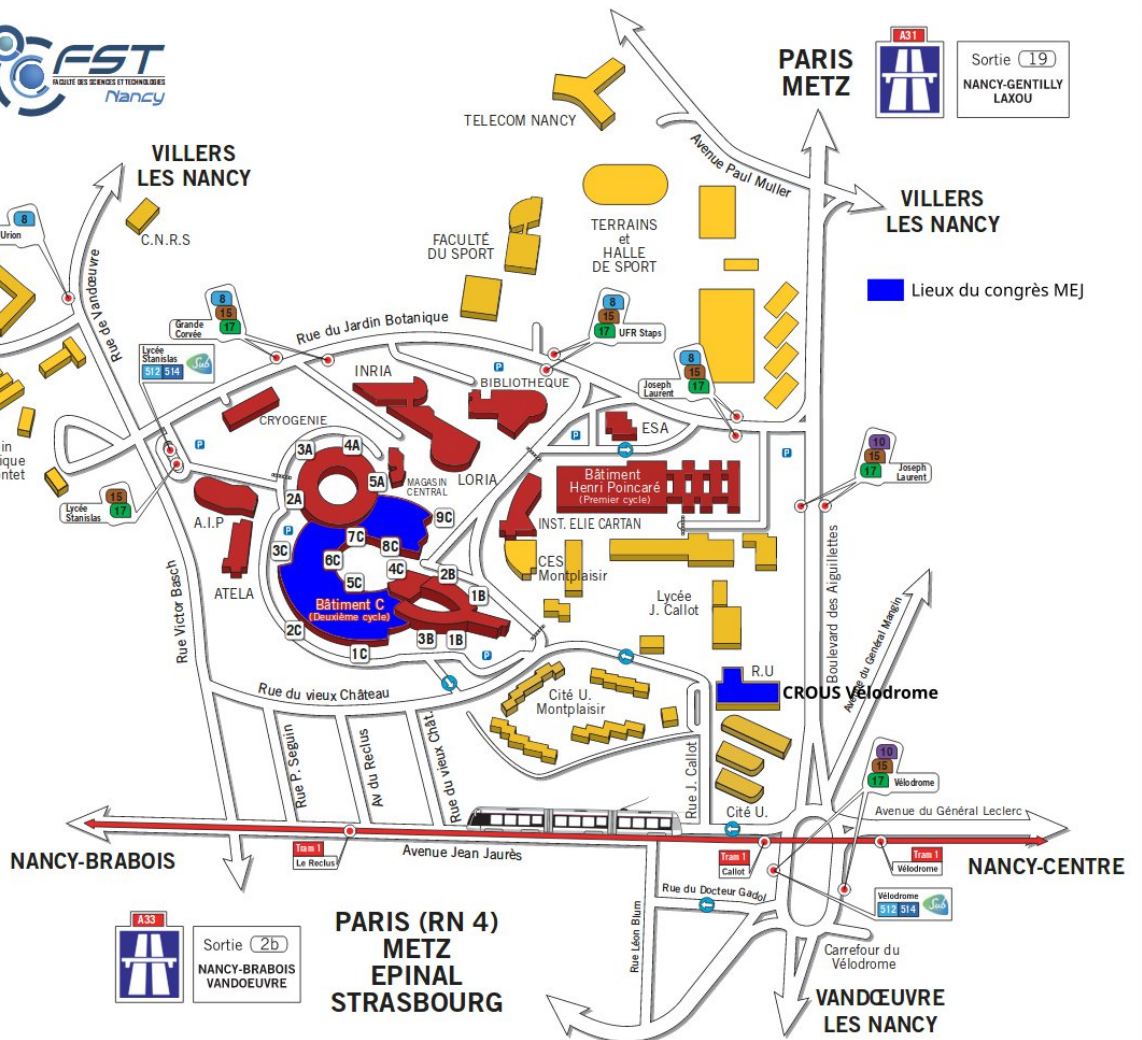 FST
FACULTÉ DES SCIENCES ET TECHNOLOGIES
Nancy
PARIS
METZ
A31
Sortie 19
NANCY-GENTILLY
LAXOU
TELECOM NANCY
Avenue Paul Muller
VILLERS
LES NANCY
VILLERS
LES NANCY
8
Urion
C.N.R.S
Rue de Vandœuvre
FACULTÉ
DU SPORT
TERRAINS
et
HALLE
DE SPORT
Lieux du congrès MEJ
8
15
17
Grande
Corvée
Rue du Jardin Botanique
8
15
17
UFR Staps
Lycée
Stanislas
512 514
Sub
INRIA
P
BIBLIOTHEQUE
8
15
17
Joseph
Laurent
CRYOGENIE
ESA
P
P
P
10
15
17
Joseph
Laurent
in
ique
ntet
3A
4A
5A
2A
MAGASIN
CENTRAL
LORIA
Bâtiment
Henri Poincaré
(Premier cycle)
15
17
Lycée
Stanislas
A.I.P
P
9C
INST. ELIE CARTAN
7C
8C
3C
6C
4C
5C
2B
1B
CES
Montplaisir
ATELA
Bâtiment C
(Deuxième cycle)
Lycée
J. Callot
2C
1C
3B
1B
P
Rue Victor Basch
Boulevard des Aiguillettes
Avenue du Général Mangin
R.U
CROUS Vélodrome
Rue du vieux Château
Cité U.
Montplaisir
Rue P. Seguin
Av du Reclus
Rue du vieux Chât.
Rue J. Callot
10
15
17
Vélodrome
Cité U.
Avenue du Général Leclerc
NANCY-BRABOIS
Tram 1
Le Reclus
Avenue Jean Jaurès
Tram 1
Callot
Tram 1
Vélodrome
NANCY-CENTRE
Rue du Docteur Gadol
Vélodrome
512 514
Sub
Rue Léon Blum
A33
Sortie 2b
NANCY-BRABOIS
VANDOEUVRE
PARIS (RN 4)
METZ
EPINAL
STRASBOURG
Carrefour du
Vélodrome
VANDŒUVRE
LES NANCY